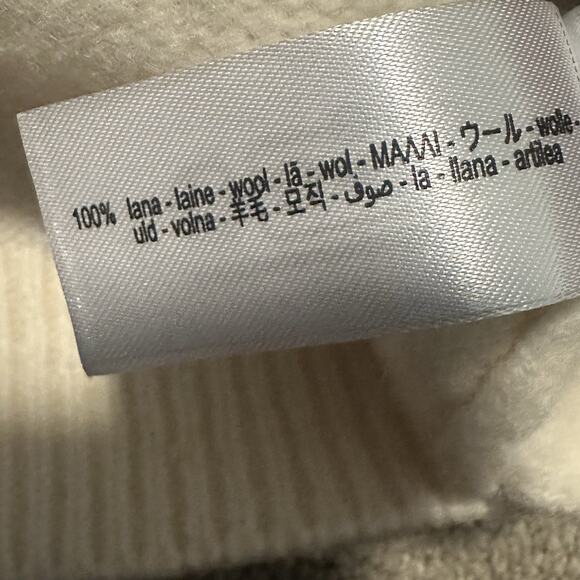 100% lana - laine - wool - lã - wol - ΜΑΛΛΙ - ウール - wolle -
uld - volna - 羊毛 - 모직 - صوف - la - llana - artilea